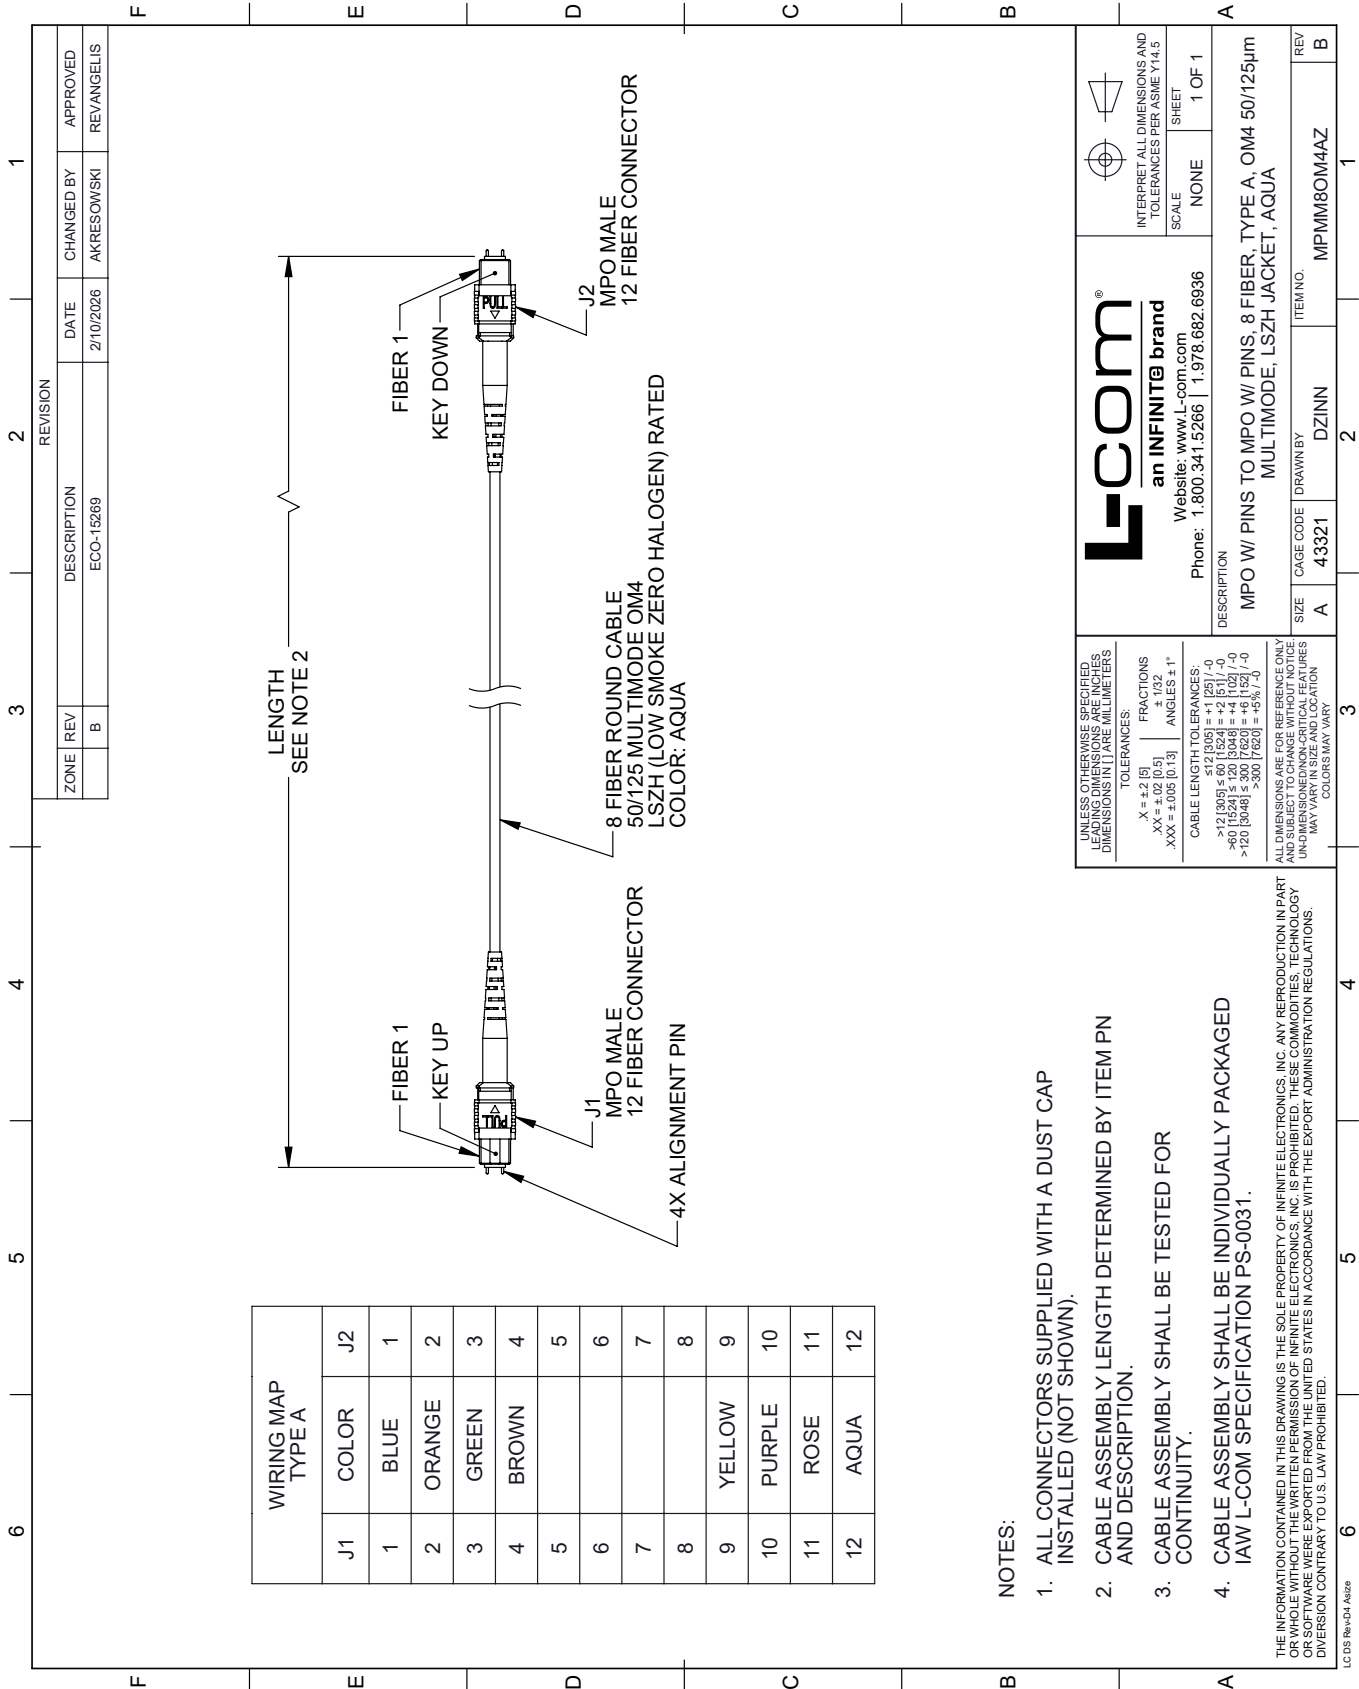 6 5 4 3 2 1
REVISION
ZONE REV DESCRIPTION DATE CHANGED BY APPROVED
B ECO-15269 2/10/2026 AKRESOWSKI REVANGELIS
F
E
D
C
B
A
F
E
D
C
B
A
WIRING MAP
TYPE A
J1 COLOR J2
1 BLUE 1
2 ORANGE 2
3 GREEN 3
4 BROWN 4
5 5
6 6
7 7
8 8
9 YELLOW 9
10 PURPLE 10
11 ROSE 11
12 AQUA 12
LENGTH
SEE NOTE 2
FIBER 1
KEY UP
FIBER 1
KEY DOWN
PULL
PULL
J1
MPO MALE
12 FIBER CONNECTOR
4X ALIGNMENT PIN
8 FIBER ROUND CABLE
50/125 MULTIMODE OM4
LSZH (LOW SMOKE ZERO HALOGEN) RATED
COLOR: AQUA
J2
MPO MALE
12 FIBER CONNECTOR
NOTES:
1. ALL CONNECTORS SUPPLIED WITH A DUST CAP
INSTALLED (NOT SHOWN).
2. CABLE ASSEMBLY LENGTH DETERMINED BY ITEM PN
AND DESCRIPTION.
3. CABLE ASSEMBLY SHALL BE TESTED FOR
CONTINUITY.
4. CABLE ASSEMBLY SHALL BE INDIVIDUALLY PACKAGED
IAW L-COM SPECIFICATION PS-0031.
THE INFORMATION CONTAINED IN THIS DRAWING IS THE SOLE PROPERTY OF INFINITE ELECTRONICS, INC. ANY REPRODUCTION IN PART
OR WHOLE WITHOUT THE WRITTEN PERMISSION OF INFINITE ELECTRONICS, INC. IS PROHIBITED. THESE COMMODITIES, TECHNOLOGY
OR SOFTWARE WERE EXPORTED FROM THE UNITED STATES IN ACCORDANCE WITH THE EXPORT ADMINISTRATION REGULATIONS.
DIVERSION CONTRARY TO U.S. LAW PROHIBITED.
UNLESS OTHERWISE SPECIFIED
LEADING DIMENSIONS ARE INCHES
DIMENSIONS IN [ ] ARE MILLIMETERS
TOLERANCES:
.X = ±.2 [5] FRACTIONS
.XX = ±.02 [0.5] ± 1/32
.XXX = ±.005 [0.13] ANGLES ± 1°
CABLE LENGTH TOLERANCES:
≤12 [305] = +1 [25] / -0
>12 [305] ≤ 60 [1524] = +2 [51] / -0
>60 [1524] ≤ 120 [3048] = +4 [102] / -0
>120 [3048] ≤ 300 [7620] = +6 [152] / -0
>300 [7620] = +5% / -0
ALL DIMENSIONS ARE FOR REFERENCE ONLY
AND SUBJECT TO CHANGE WITHOUT NOTICE.
UN-DIMENSIONED/NON-CRITICAL FEATURES
MAY VARY IN SIZE AND LOCATION
COLORS MAY VARY
L-com®
an INFINITE brand
Website: www.L-com.com
Phone: 1.800.341.5266 | 1.978.682.6936
INTERPRET ALL DIMENSIONS AND
TOLERANCES PER ASME Y14.5
SCALE SHEET
NONE 1 OF 1
DESCRIPTION
MPO W/ PINS TO MPO W/ PINS, 8 FIBER, TYPE A, OM4 50/125µm
MULTIMODE, LSZH JACKET, AQUA
SIZE CAGE CODE DRAWN BY ITEM NO. REV
A 43321 DZINN MPMM8OM4AZ B
6 5 4 3 2 1
LC DS Rev-D4 Asize